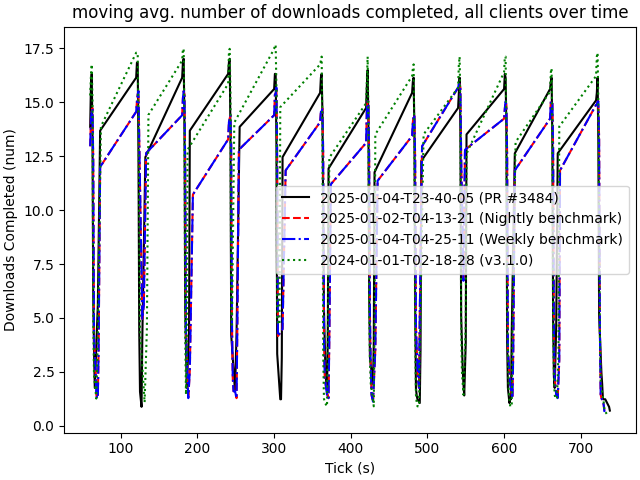 moving avg. number of downloads completed, all clients over time
Downloads Completed (num)
17.5
15.0
12.5
10.0
7.5
5.0
2.5
0.0
2025-01-04-T23-40-05 (PR #3484)
2025-01-02-T04-13-21 (Nightly benchmark)
2025-01-04-T04-25-11 (Weekly benchmark)
2024-01-01-T02-18-28 (v3.1.0)
100 200 300 400 500 600 700
Tick (s)